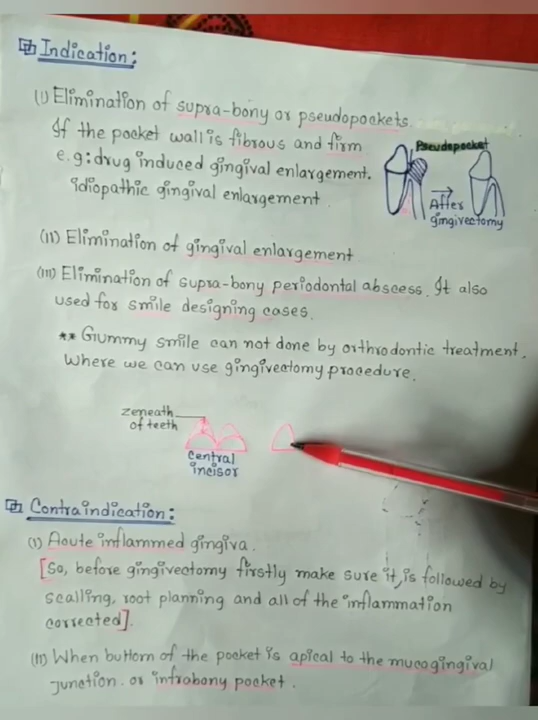 Indication:
(i) Elimination of supra-bony or pseudopockets.
If the pocket wall is fibrous and firm
e.g: drug induced gingival enlargement.
idiopathic gingival enlargement
Pseudopocket
After
gingivectomy
(ii) Elimination of gingival enlargement
(iii) Elimination of supra-bony periodontal abscess. It also
used for smile designing cases.
** Gummy smile can not done by orthrodontic treatment.
Where we can use gingivectomy procedure.
zeneath
of teeth
central
incisor
Contraindication:
(i) Acute inflammed gingiva.
[So, before gingivectomy firstly make sure it, is followed by
scalling, root planning and all of the inflammation
corrected].
(ii) When buttom of the pocket is apical to the mucogingival
junction. or infrabony pocket.